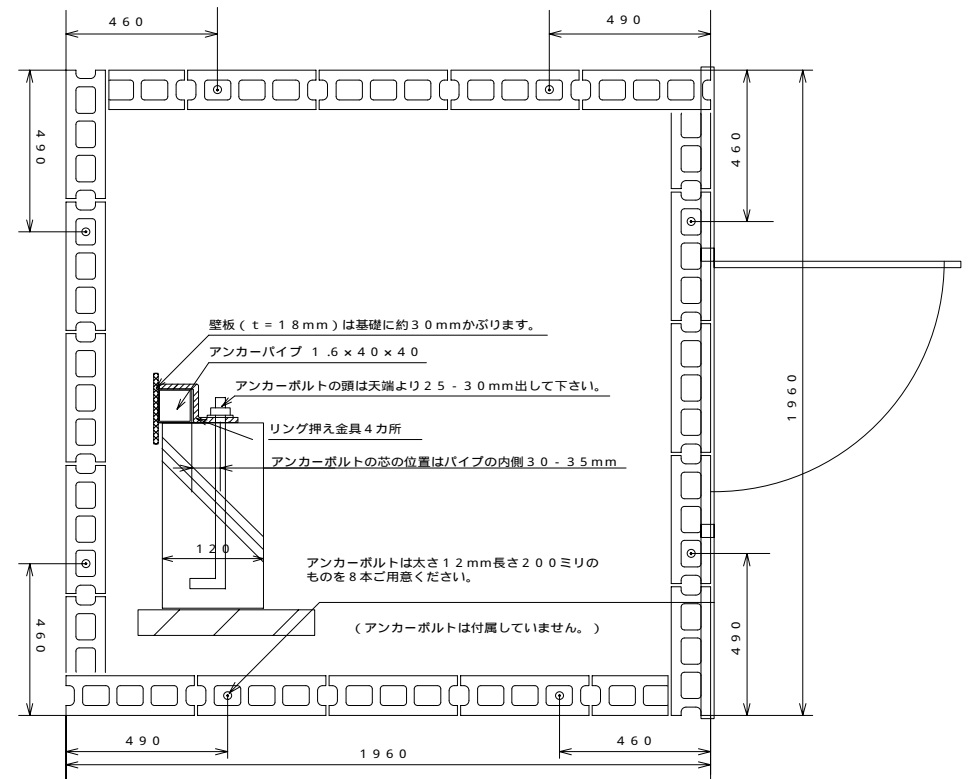 460
490
490
460
壁板(t=18mm)は基礎に約30mmかぶります。
アンカーパイプ 1.6×40×40
アンカーボルトの頭は天端より25-30mm出して下さい。
1960
リング押え金具4カ所
アンカーボルトの芯の位置はパイプの内側30-35mm
120
アンカーボルトは太さ12mm長さ200ミリの
ものを8本ご用意ください。
(アンカーボルトは付属していません。)
460
490
490
460
1960